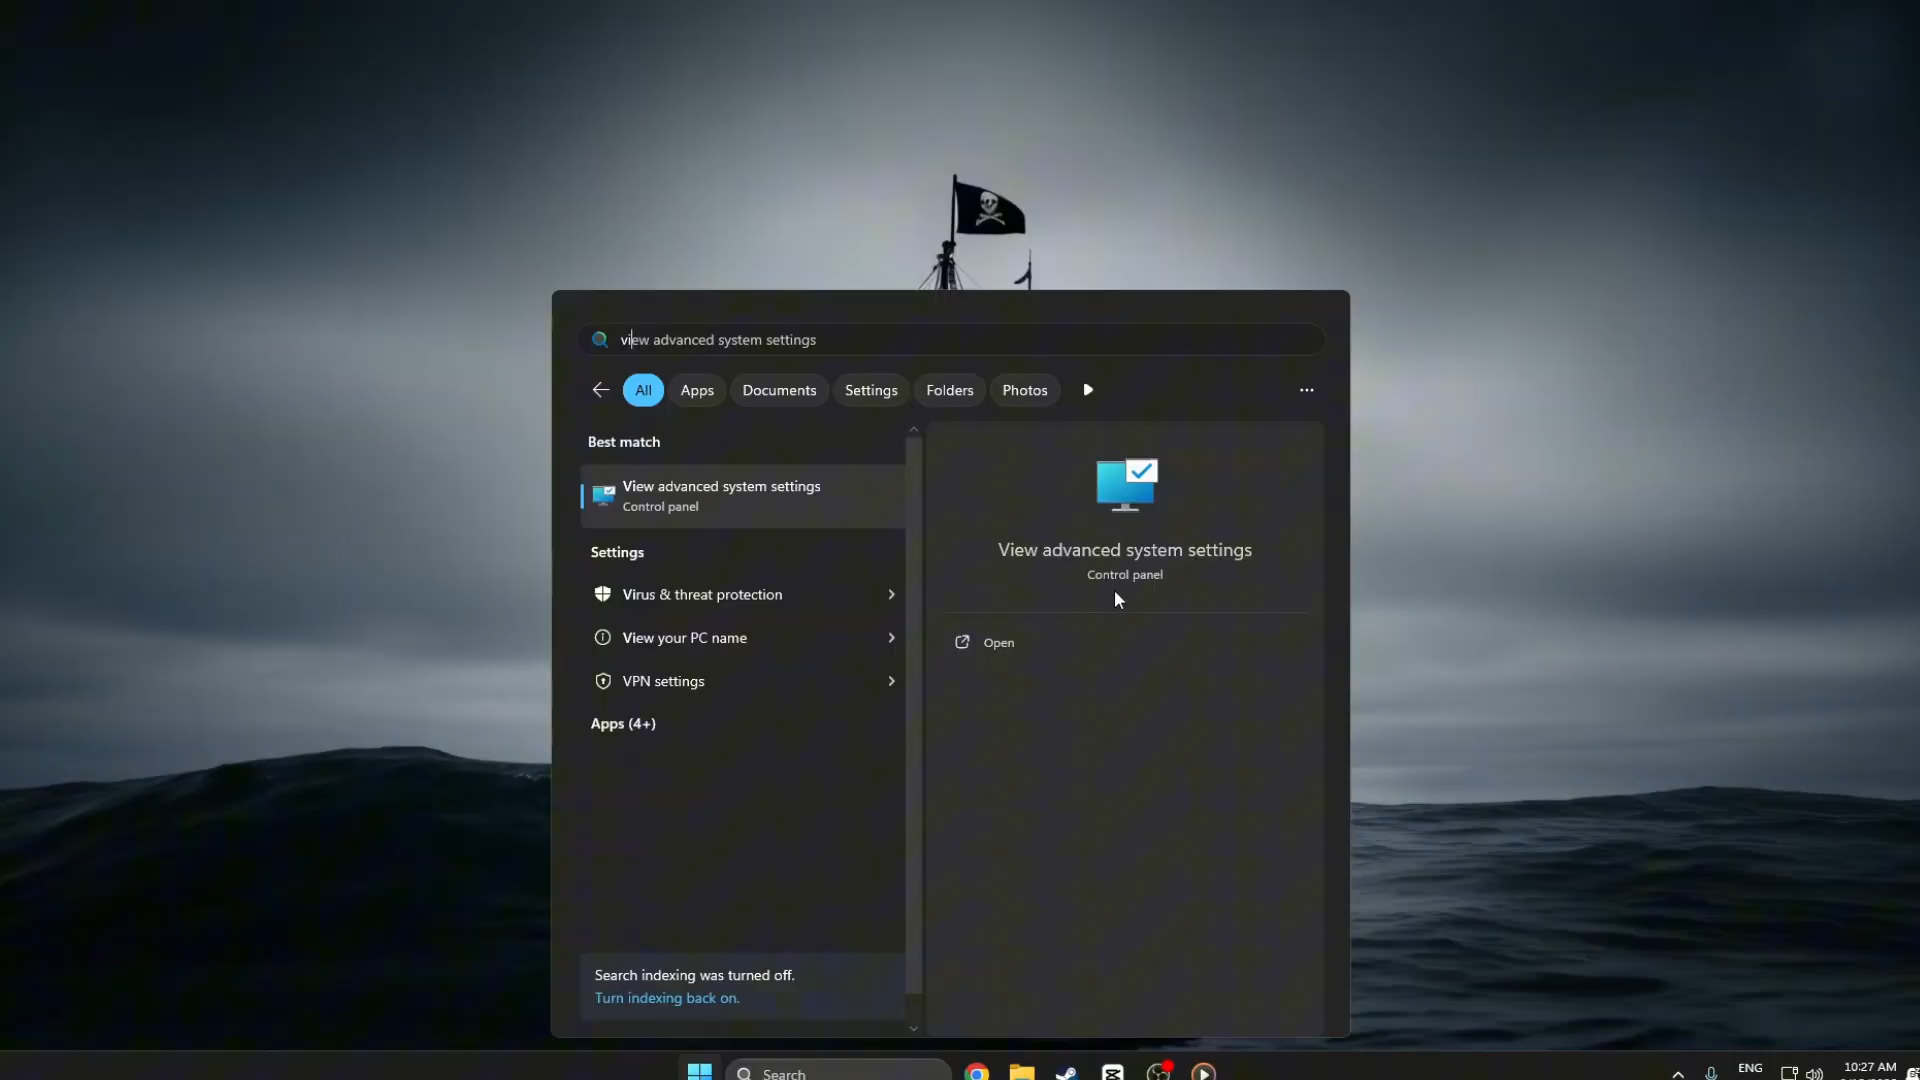 view advanced system settings
All
Apps
Documents
Settings
Folders
Photos
Best match
View advanced system settings
Control panel
Settings
Virus & threat protection
View your PC name
VPN settings
Apps (4+)
Search indexing was turned off.
Turn indexing back on.
View advanced system settings
Control panel
Open
Search
ENG
10:27 AM